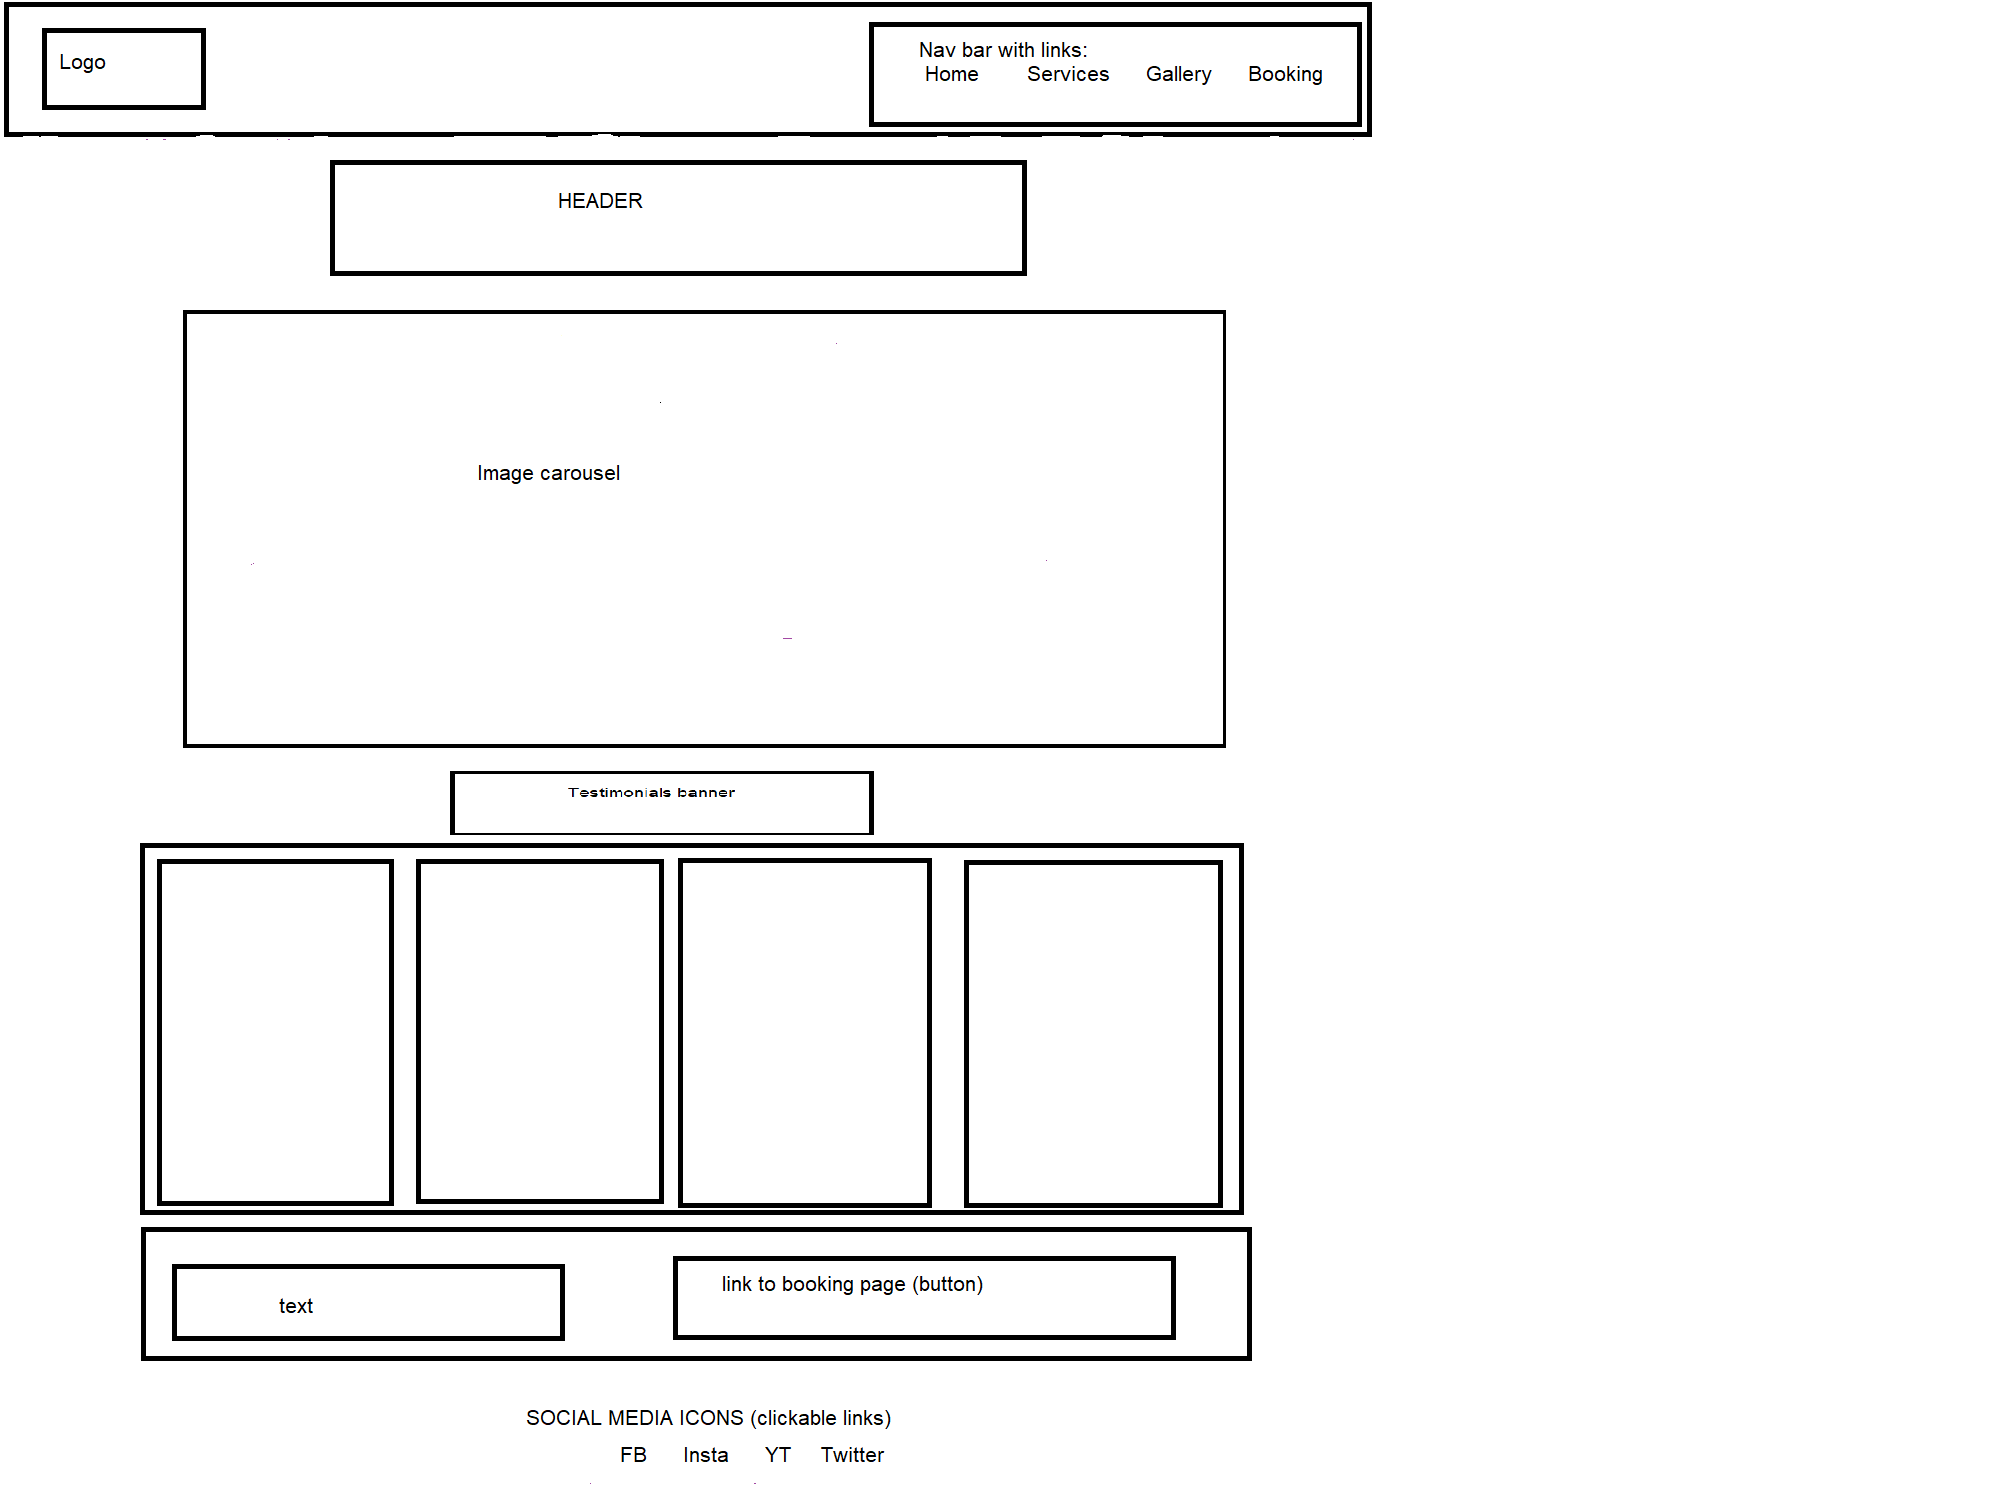 Logo
Nav bar with links:
Home Services Gallery Booking
HEADER
Image carousel
Testimonials banner
text
link to booking page (button)
SOCIAL MEDIA ICONS (clickable links)
FB Insta YT Twitter